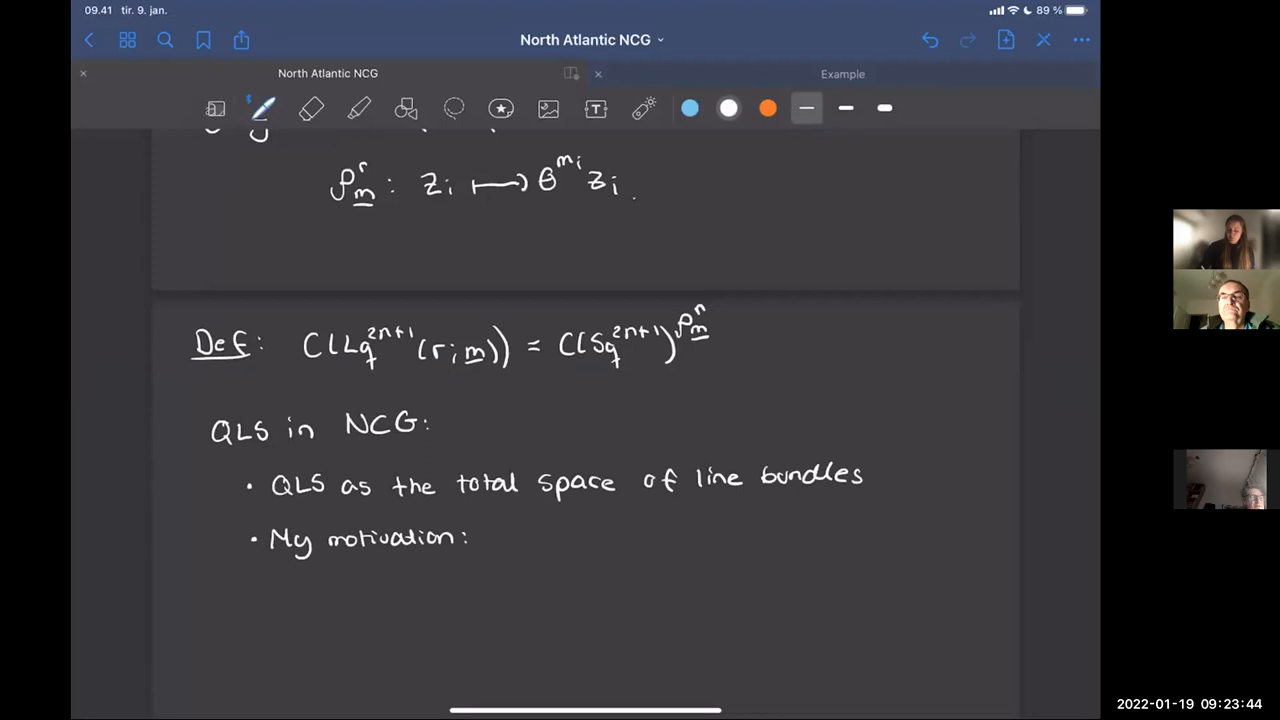 09.41 tir. 9. jan.
89 %
North Atlantic NCG
North Atlantic NCG
Example
ρ_m^r : z_i ⟼ θ^{m_i} z_i .
Def: C(L_q^{2n+1}(r; m)) = C(S_q^{2n+1})^{ρ_m^r}
QLS in NCG:
• QLS as the total space of line bundles
• My motivation:
2022-01-19 09:23:44